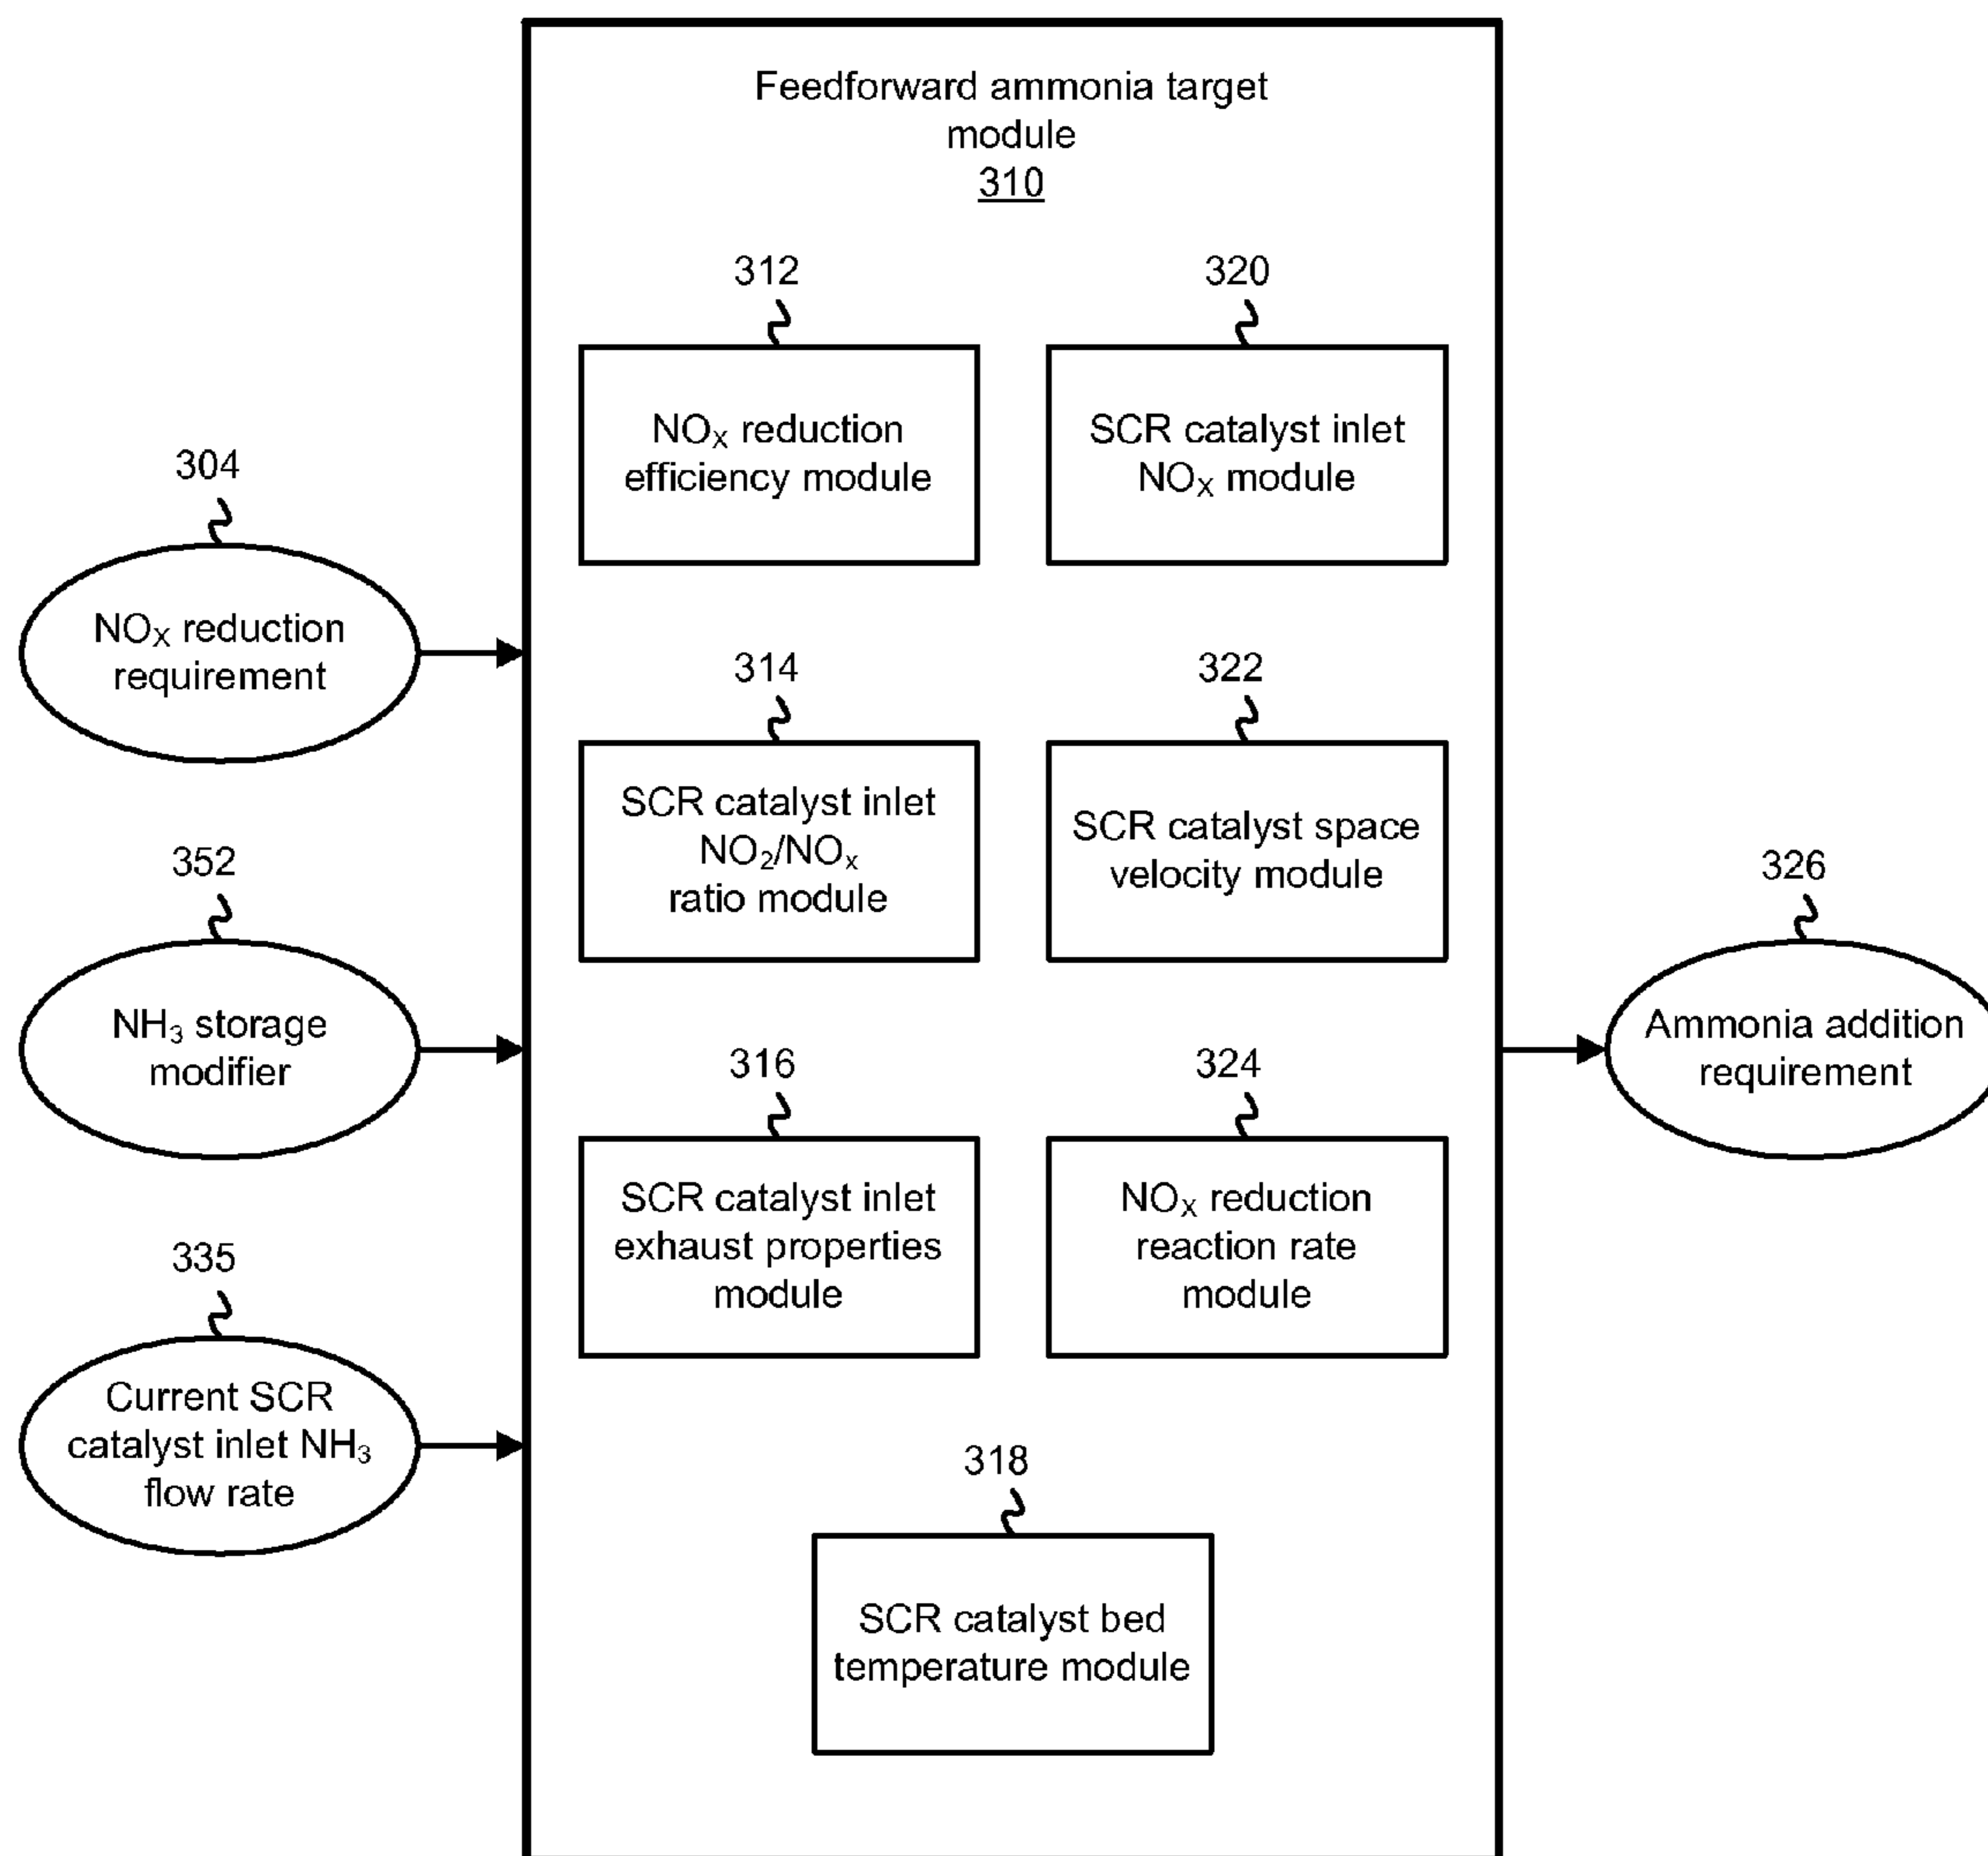 Feedforward ammonia target
module
310
312
NOX reduction
efficiency module
320
SCR catalyst inlet
NOX module
304
NOX reduction
requirement
314
SCR catalyst inlet
NO2/NOx
ratio module
322
SCR catalyst space
velocity module
352
NH3 storage
modifier
326
Ammonia addition
requirement
316
SCR catalyst inlet
exhaust properties
module
324
NOX reduction
reaction rate
module
335
Current SCR
catalyst inlet NH3
flow rate
318
SCR catalyst bed
temperature module